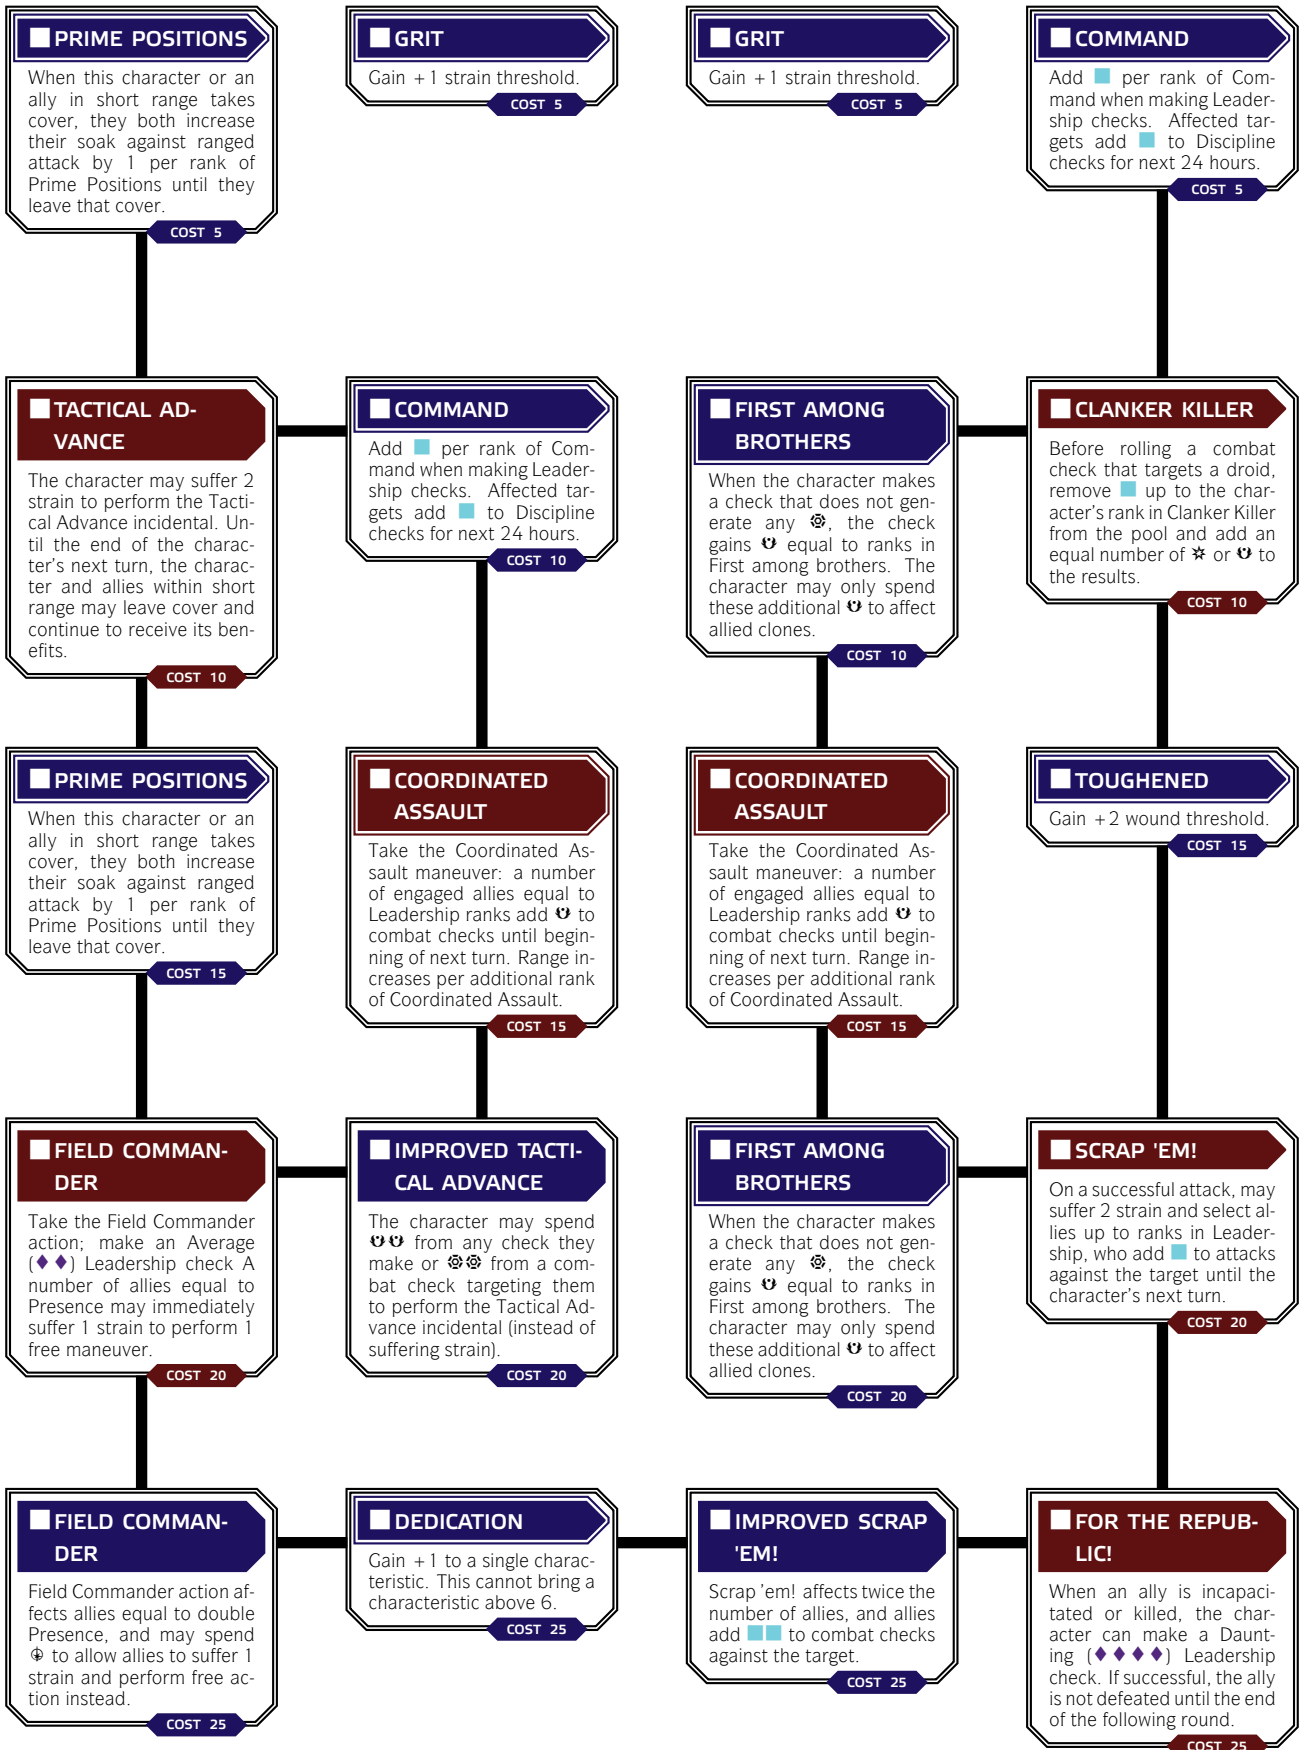 PRIME POSITIONS
When this character or an
ally in short range takes
cover, they both increase
their soak against ranged
attack by 1 per rank of
Prime Positions until they
leave that cover.
COST 5
GRIT
Gain +1 strain threshold.
COST 5
GRIT
Gain +1 strain threshold.
COST 5
COMMAND
Add per rank of Com-
mand when making Leader-
ship checks. Affected tar-
gets add to Discipline
checks for next 24 hours.
COST 5
TACTICAL AD-
VANCE
The character may suffer 2
strain to perform the Tacti-
cal Advance incidental. Un-
til the end of the charac-
ter's next turn, the charac-
ter and allies within short
range may leave cover and
continue to receive its ben-
efits.
COST 10
COMMAND
Add per rank of Com-
mand when making Leader-
ship checks. Affected tar-
gets add to Discipline
checks for next 24 hours.
COST 10
FIRST AMONG
BROTHERS
When the character makes
a check that does not gen-
erate any , the check
gains equal to ranks in
First among brothers. The
character may only spend
these additional to affect
allied clones.
COST 10
CLANKER KILLER
Before rolling a combat
check that targets a droid,
remove up to the char-
acter's rank in Clanker Killer
from the pool and add an
equal number of or to
the results.
COST 10
PRIME POSITIONS
When this character or an
ally in short range takes
cover, they both increase
their soak against ranged
attack by 1 per rank of
Prime Positions until they
leave that cover.
COST 15
COORDINATED
ASSAULT
Take the Coordinated As-
sault maneuver: a number
of engaged allies equal to
Leadership ranks add to
combat checks until begin-
ning of next turn. Range in-
creases per additional rank
of Coordinated Assault.
COST 15
COORDINATED
ASSAULT
Take the Coordinated As-
sault maneuver: a number
of engaged allies equal to
Leadership ranks add to
combat checks until begin-
ning of next turn. Range in-
creases per additional rank
of Coordinated Assault.
COST 15
TOUGHENED
Gain +2 wound threshold.
COST 15
FIELD COMMAN-
DER
Take the Field Commander
action; make an Average
(♦ ♦) Leadership check A
number of allies equal to
Presence may immediately
suffer 1 strain to perform 1
free maneuver.
COST 20
IMPROVED TACTI-
CAL ADVANCE
The character may spend
from any check they
make or from a com-
bat check targeting them
to perform the Tactical Ad-
vance incidental (instead of
suffering strain).
COST 20
FIRST AMONG
BROTHERS
When the character makes
a check that does not gen-
erate any , the check
gains equal to ranks in
First among brothers. The
character may only spend
these additional to affect
allied clones.
COST 20
SCRAP 'EM!
On a successful attack, may
suffer 2 strain and select al-
lies up to ranks in Leader-
ship, who add to attacks
against the target until the
character's next turn.
COST 20
FIELD COMMAN-
DER
Field Commander action af-
fects allies equal to double
Presence, and may spend
to allow allies to suffer 1
strain and perform free ac-
tion instead.
COST 25
DEDICATION
Gain +1 to a single charac-
teristic. This cannot bring a
characteristic above 6.
COST 25
IMPROVED SCRAP
'EM!
Scrap 'em! affects twice the
number of allies, and allies
add to combat checks
against the target.
COST 25
FOR THE REPUB-
LIC!
When an ally is incapaci-
tated or killed, the char-
acter can make a Daunt-
ing (♦ ♦ ♦ ♦) Leadership
check. If successful, the ally
is not defeated until the end
of the following round.
COST 25